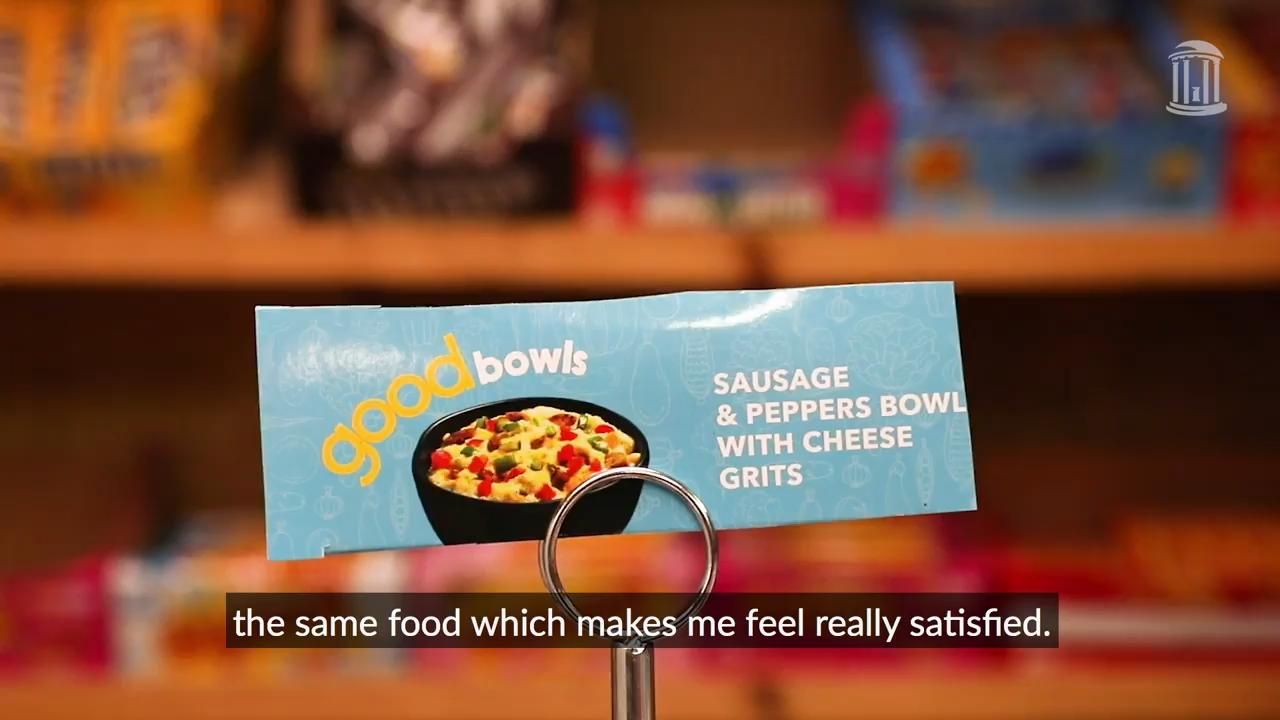 good bowls
SAUSAGE
& PEPPERS BOWL
WITH CHEESE
GRITS
the same food which makes me feel really satisfied.